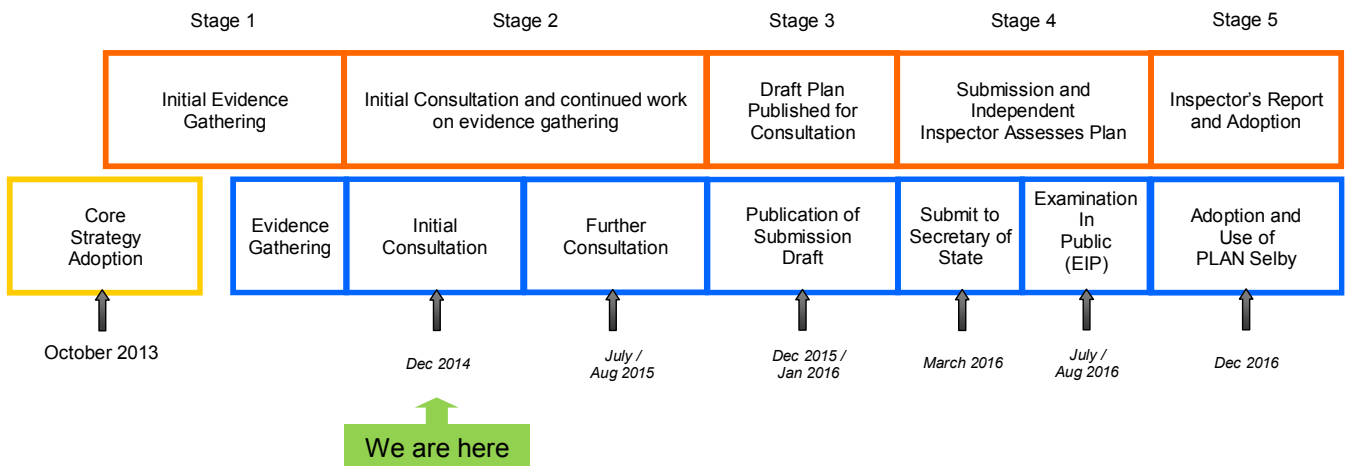 Stage 1
Stage 2
Stage 3
Stage 4
Stage 5
Initial Evidence
Gathering
Initial Consultation and continued work
on evidence gathering
Draft Plan
Published for
Consultation
Submission and
Independent
Inspector Assesses Plan
Inspector's Report
and Adoption
Core
Strategy
Adoption
Evidence
Gathering
Initial
Consultation
Further
Consultation
Publication of
Submission
Draft
Submit to
Secretary of
State
Examination
In
Public
(EIP)
Adoption and
Use of
PLAN Selby
October 2013
Dec 2014
July /
Aug 2015
Dec 2015 /
Jan 2016
March 2016
July /
Aug 2016
Dec 2016
We are here